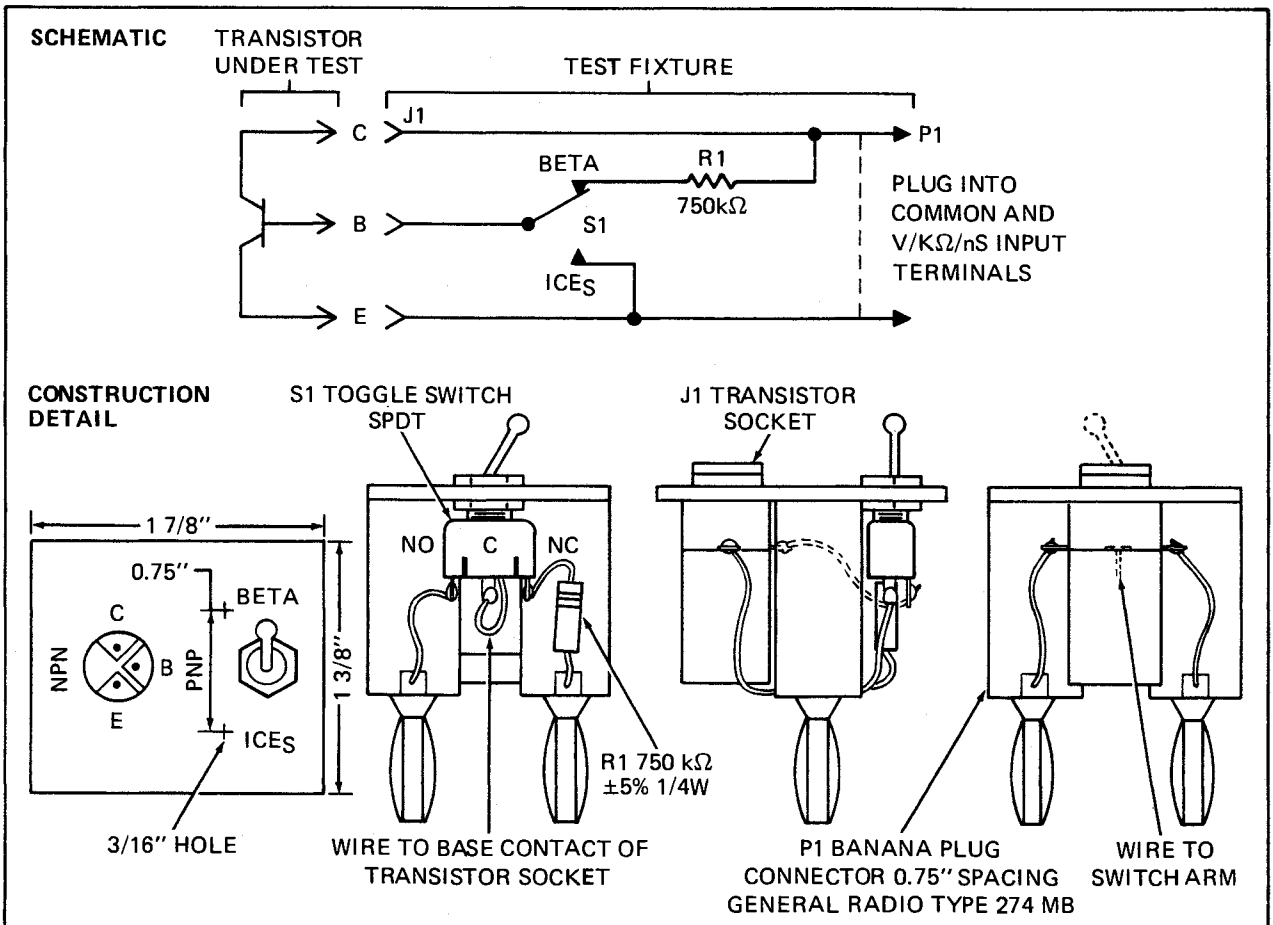 SCHEMATIC
TRANSISTOR
UNDER TEST
TEST FIXTURE
C
J1
P1
BETA
R1
750kΩ
B
S1
ICES
E
PLUG INTO
COMMON AND
V/KΩ/nS INPUT
TERMINALS
CONSTRUCTION
DETAIL
S1 TOGGLE SWITCH
SPDT
J1 TRANSISTOR
SOCKET
1 7/8"
0.75"
C
BETA
NPN
B
PNP
E
ICES
1 3/8"
3/16" HOLE
NO
C
NC
R1 750 kΩ
±5% 1/4W
WIRE TO BASE CONTACT OF
TRANSISTOR SOCKET
P1 BANANA PLUG
CONNECTOR 0.75" SPACING
GENERAL RADIO TYPE 274 MB
WIRE TO
SWITCH ARM